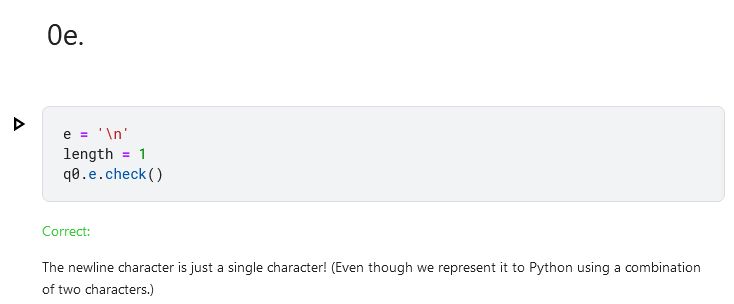 0e.
e = '\n'
length = 1
q0.e.check()
Correct:
The newline character is just a single character! (Even though we represent it to Python using a combination
of two characters.)